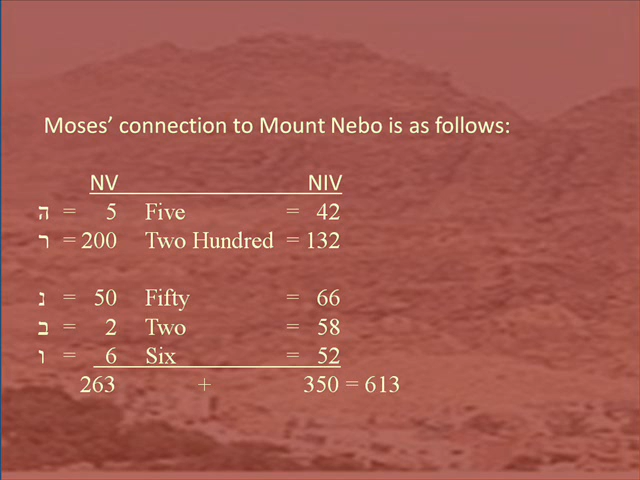 Moses’ connection to Mount Nebo is as follows:
NV NIV
ה = 5 Five = 42
ר = 200 Two Hundred = 132
נ = 50 Fifty = 66
ב = 2 Two = 58
ו = 6 Six = 52
263 + 350 = 613